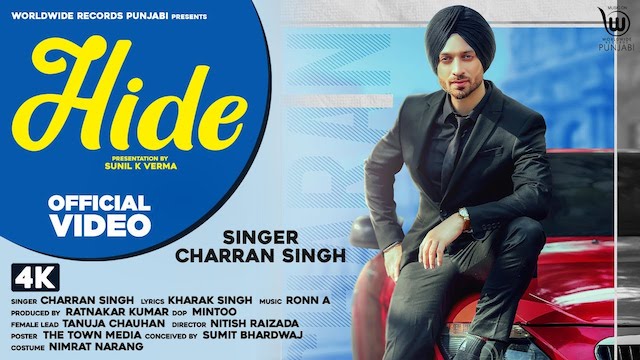 WORLDWIDE RECORDS PUNJABI PRESENTS
Hide
PRESENTATION BY
SUNIL K VERMA
OFFICIAL
VIDEO
WORLDWIDE
PUNJABI
CHARAN
SINGER
CHARRAN SINGH
4K
SINGER CHARRAN SINGH LYRICS KHARAK SINGH MUSIC RONN A
PRODUCED BY RATNAKAR KUMAR DOP MINTOO
FEMALE LEAD TANUJA CHAUHAN DIRECTOR NITISH RAIZADA
POSTER THE TOWN MEDIA CONCEIVED BY SUMIT BHARDWAJ
COSTUME NIMRAT NARANG